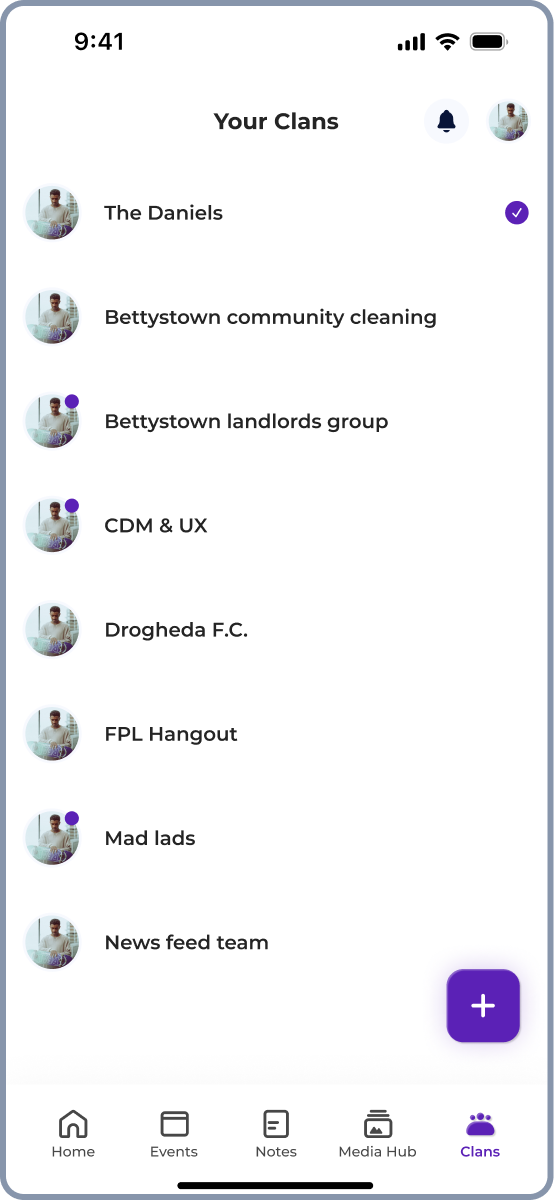 9:41
Your Clans
The Daniels
Bettystown community cleaning
Bettystown landlords group
CDM & UX
Drogheda F.C.
FPL Hangout
Mad lads
News feed team
Home Events Notes Media Hub Clans